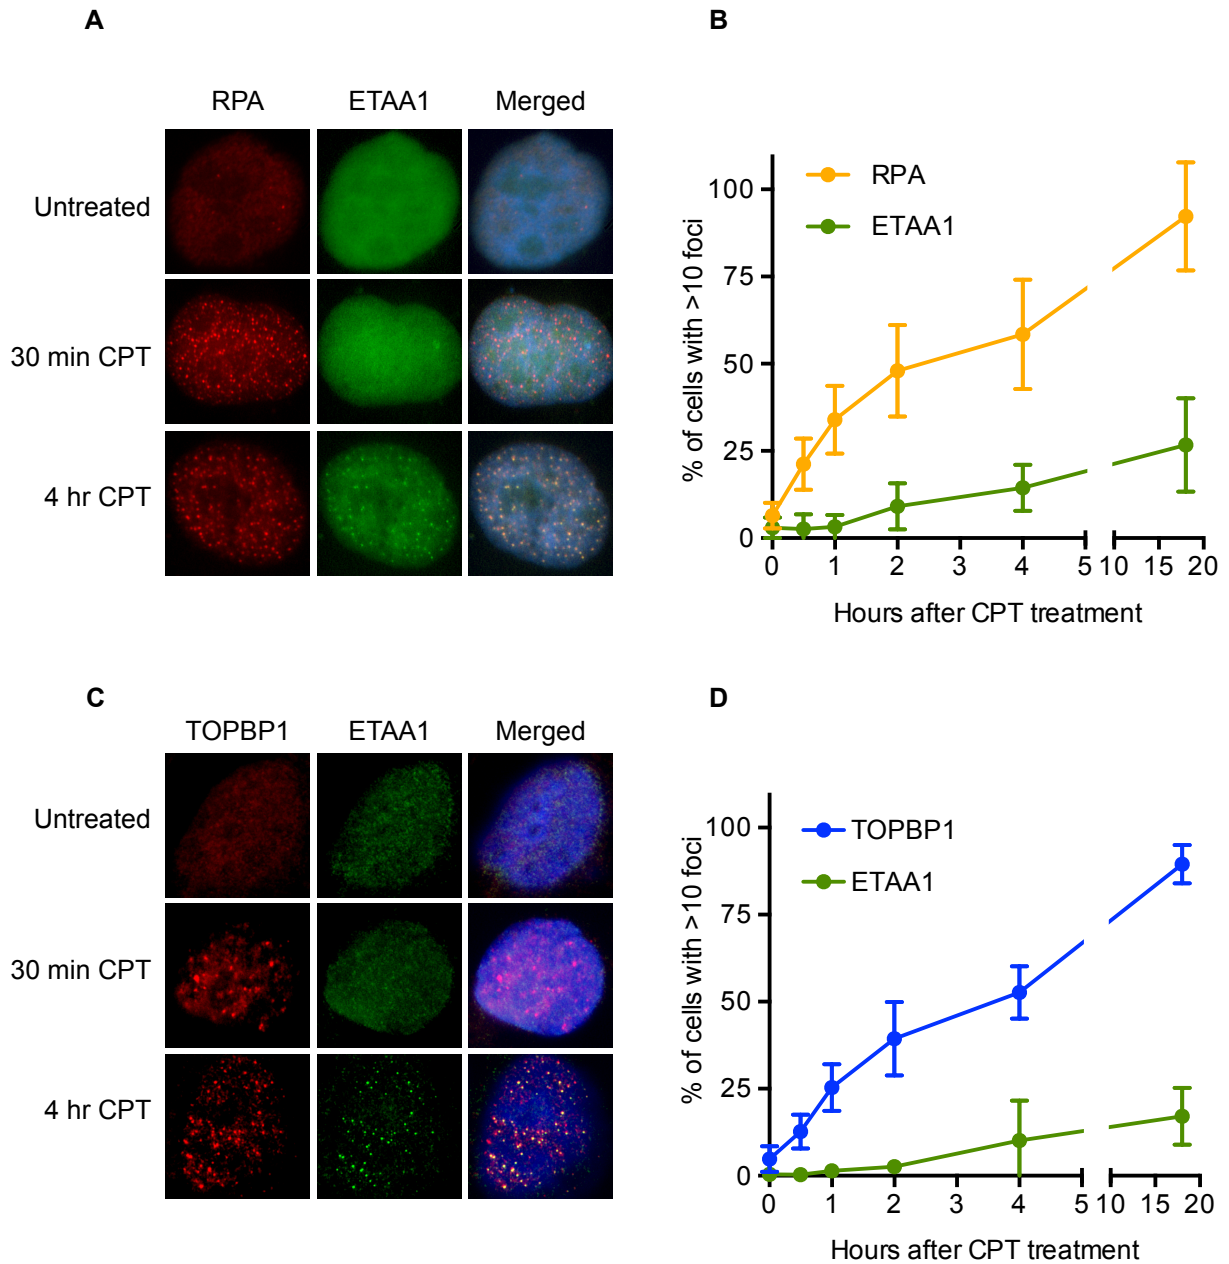 A
B
RPA ETAA1 Merged
Untreated
30 min CPT
4 hr CPT
RPA
ETAA1
% of cells with >10 foci
100
75
50
25
0
0 1 2 3 4 5 10 15 20
Hours after CPT treatment
C
D
TOPBP1 ETAA1 Merged
Untreated
30 min CPT
4 hr CPT
TOPBP1
ETAA1
% of cells with >10 foci
100
75
50
25
0
0 1 2 3 4 5 10 15 20
Hours after CPT treatment